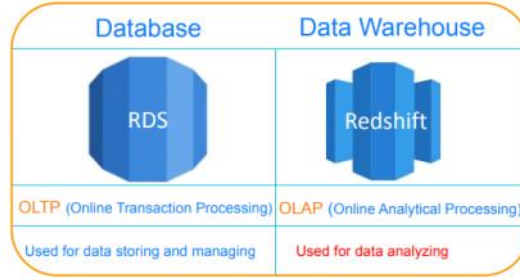 Database
Data Warehouse
RDS
Redshift
OLTP (Online Transaction Processing)
OLAP (Online Analytical Processing)
Used for data storing and managing
Used for data analyzing